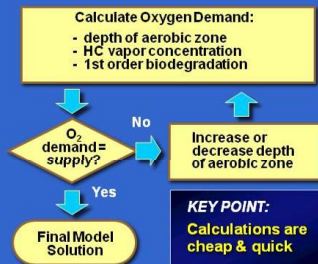 Calculate Oxygen Demand:
- depth of aerobic zone
- HC vapor concentration
- 1st order biodegradation
O2
demand =
supply?
No
Increase or
decrease depth
of aerobic zone
Yes
Final Model
Solution
KEY POINT:
Calculations are
cheap & quick